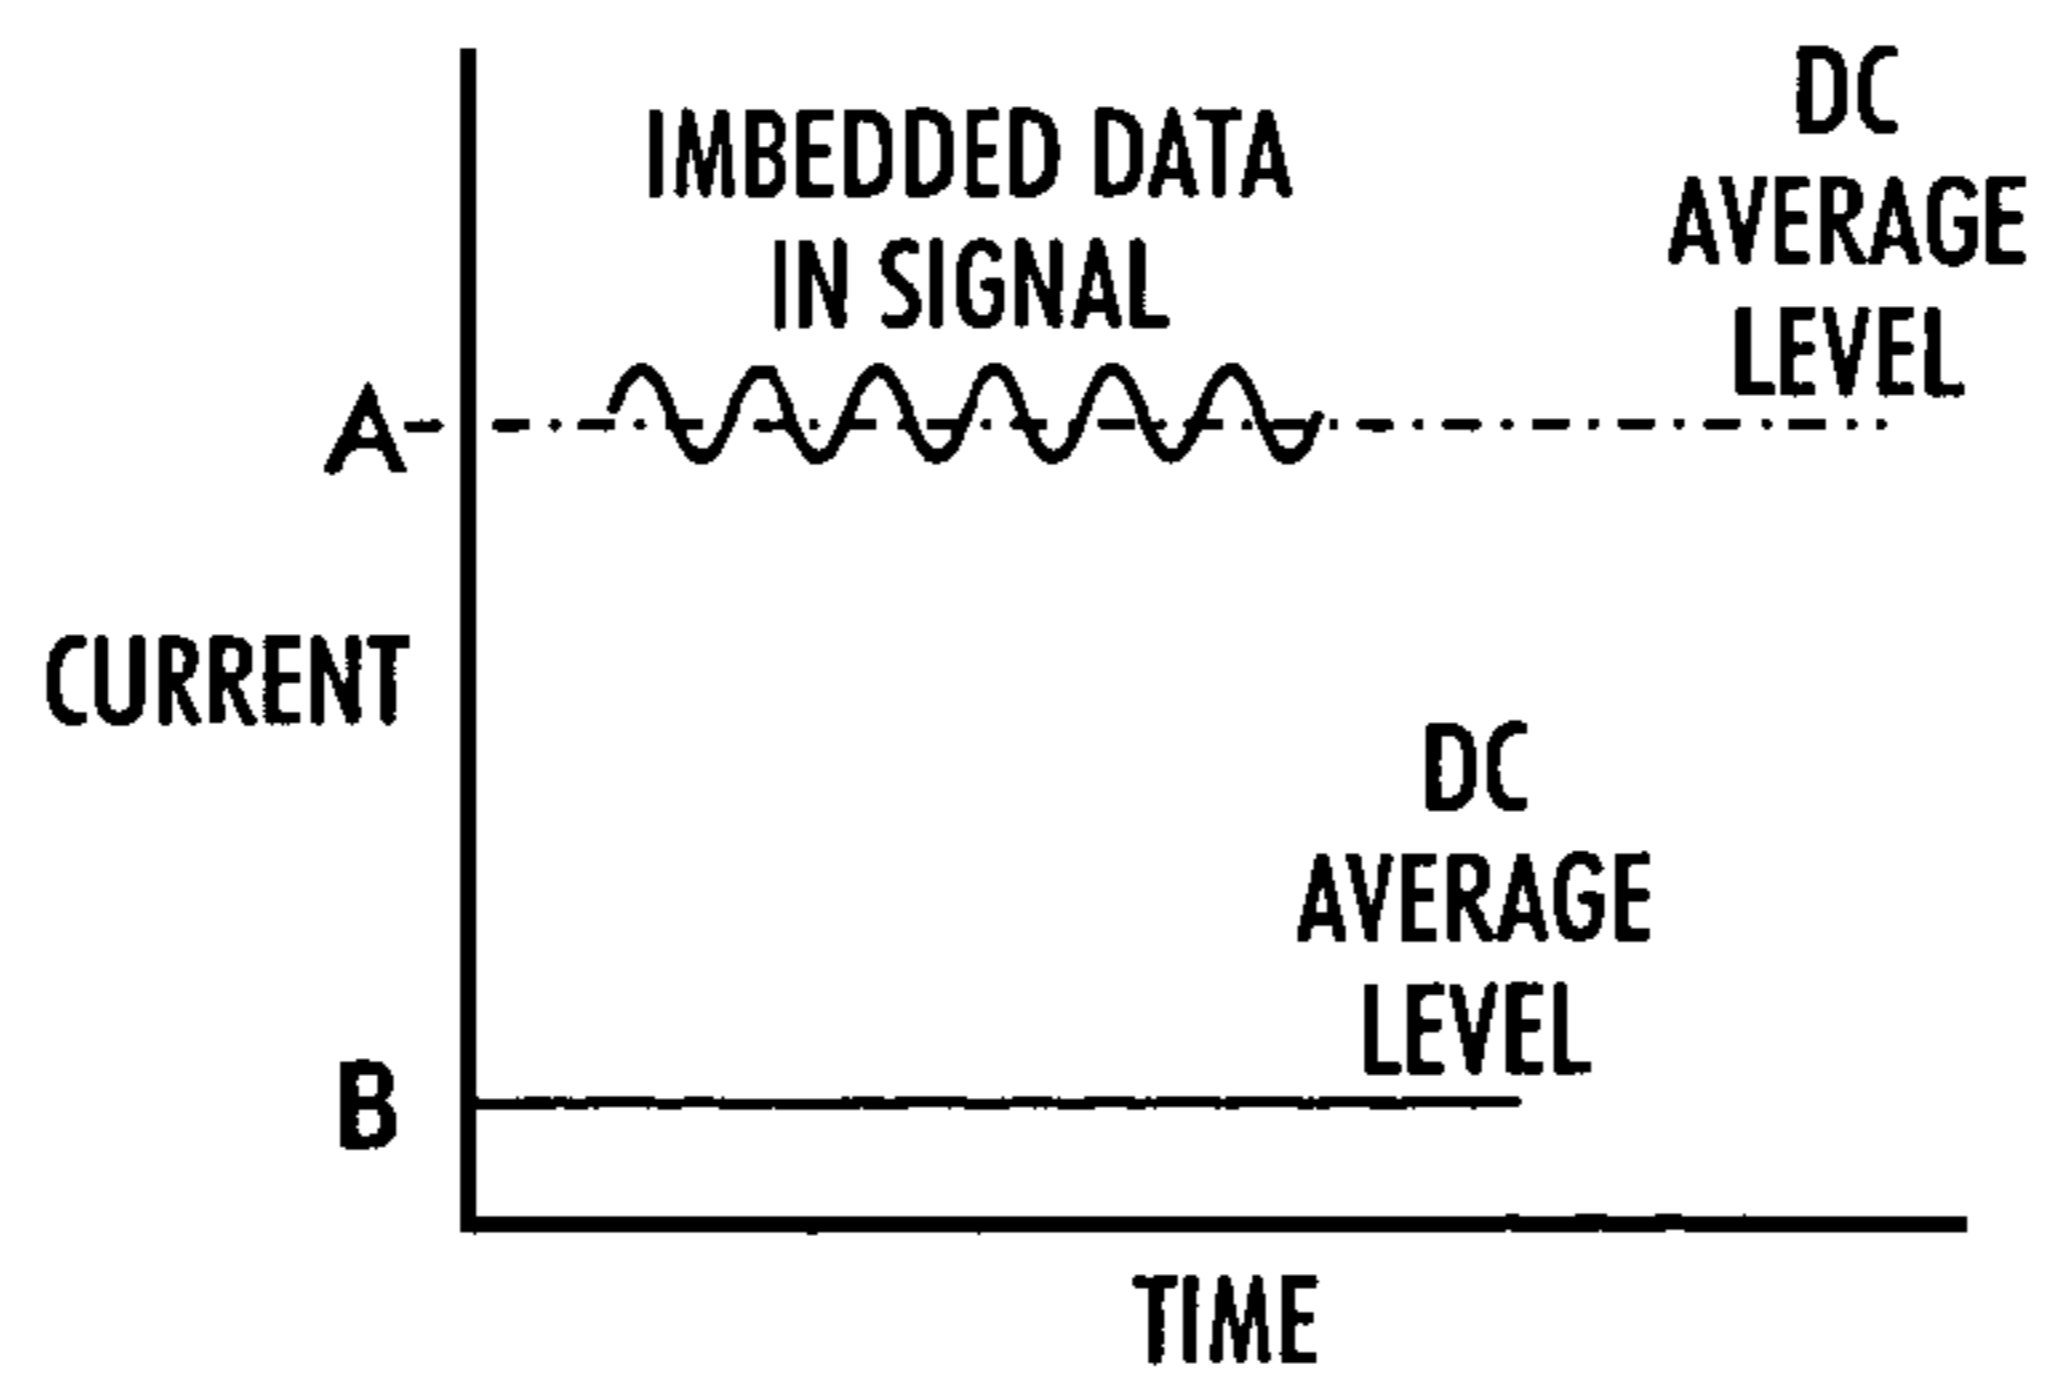 IMBEDDED DATA
IN SIGNAL
DC
AVERAGE
LEVEL
A
CURRENT
DC
AVERAGE
LEVEL
B
TIME